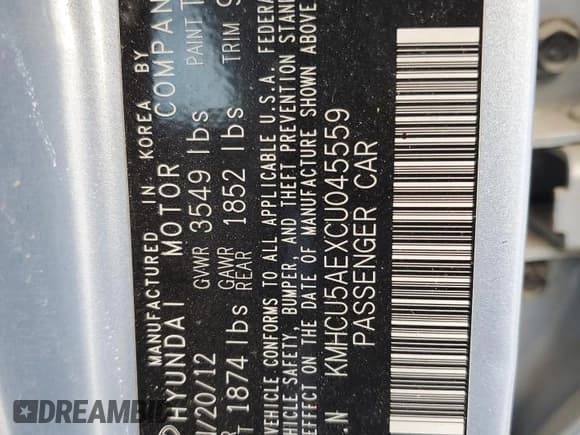 MANUFACTURED IN KOREA BY
HYUNDAI MOTOR COMPAN
/20/12 GVWR 3549 lbs PAINT
GAWR
1874 lbs REAR 1852 lbs TRIM
VEHICLE CONFORMS TO ALL APPLICABLE U.S.A. FEDERA
VEHICLE SAFETY, BUMPER, AND THEFT PREVENTION STAND
EFFECT ON THE DATE OF MANUFACTURE SHOWN ABOVE
.N KMHCU5AEXCU045559
PASSENGER CAR
DREAMBID